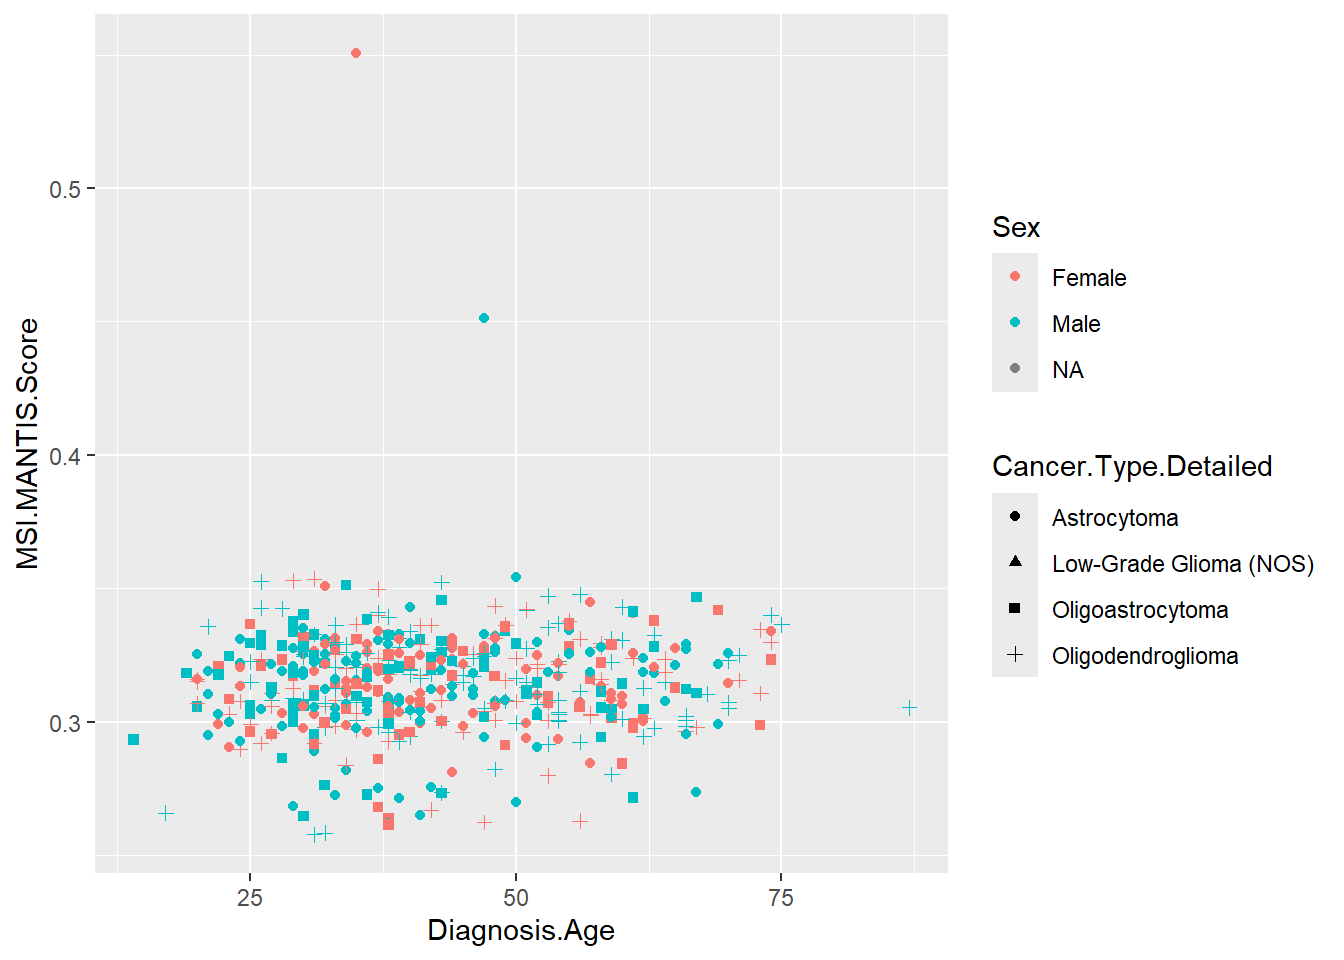 MSI.MANTIS.Score
0.5
0.4
0.3
25 50 75
Diagnosis.Age
Sex
Female
Male
NA
Cancer.Type.Detailed
Astrocytoma
Low-Grade Glioma (NOS)
Oligoastrocytoma
Oligodendroglioma